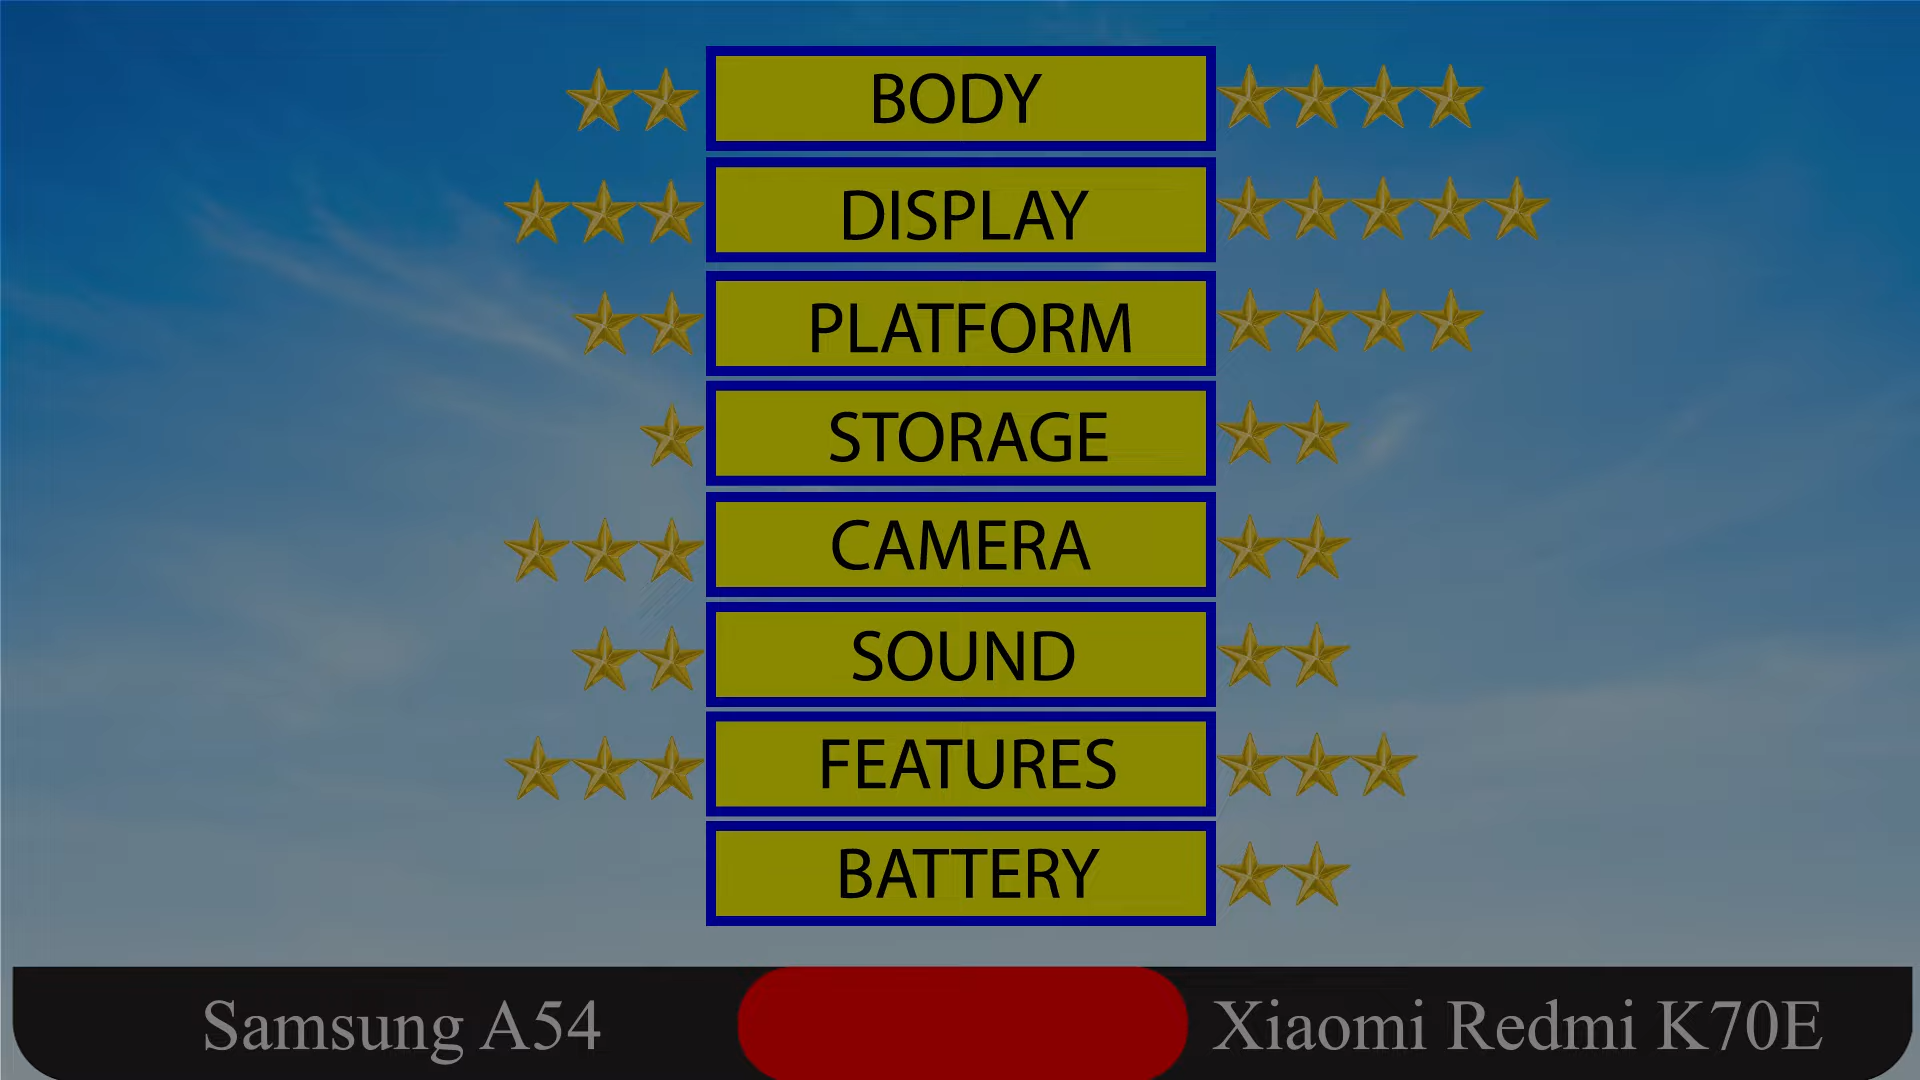 BODY
DISPLAY
PLATFORM
STORAGE
CAMERA
SOUND
FEATURES
BATTERY
Samsung A54
Xiaomi Redmi K70E